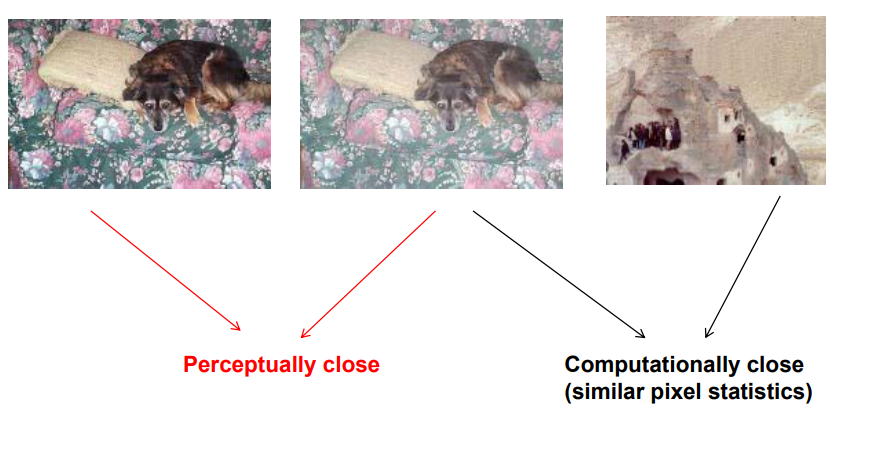 Perceptually close
Computationally close
(similar pixel statistics)